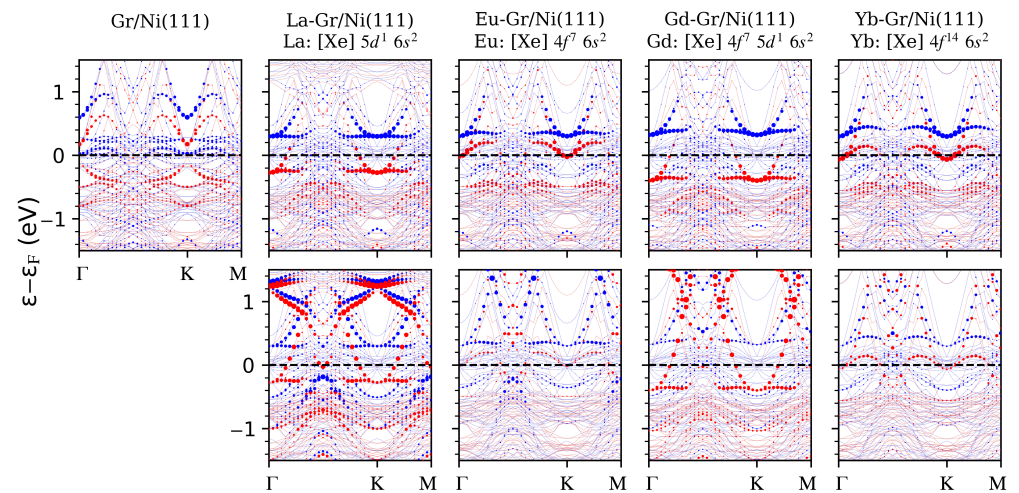 Gr/Ni(111)
La-Gr/Ni(111)
La: [Xe] 5d¹ 6s²
Eu-Gr/Ni(111)
Eu: [Xe] 4f⁷ 6s²
Gd-Gr/Ni(111)
Gd: [Xe] 4f⁷ 5d¹ 6s²
Yb-Gr/Ni(111)
Yb: [Xe] 4f¹⁴ 6s²
1
0
−1
ε−ε_F (eV)
Γ K M
1
0
−1
Γ K M Γ K M Γ K M Γ K M